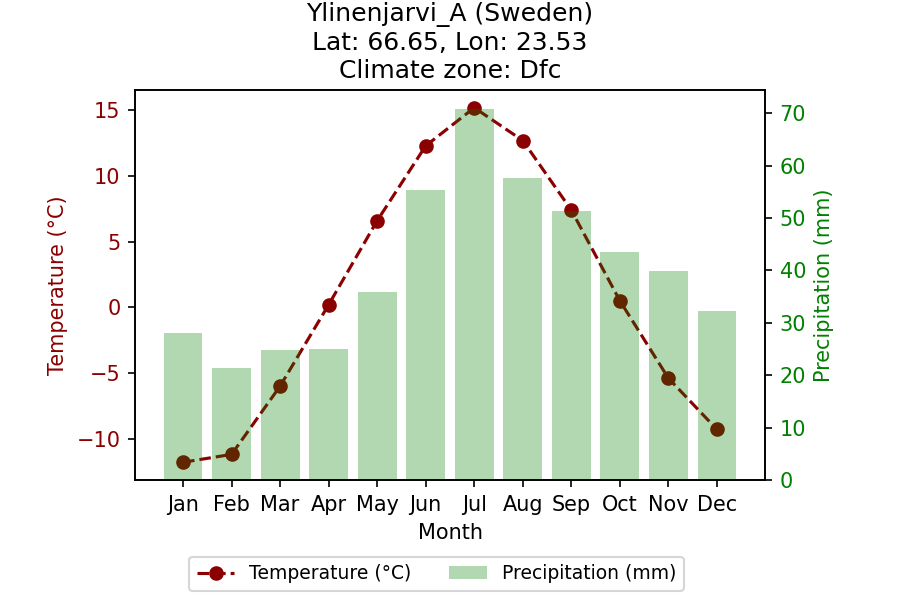 Ylinenjarvi_A (Sweden)
Lat: 66.65, Lon: 23.53
Climate zone: Dfc
Temperature (°C)
15
10
5
0
−5
−10
70
60
50
40
30
20
10
0
Precipitation (mm)
Jan Feb Mar Apr May Jun Jul Aug Sep Oct Nov Dec
Month
Temperature (°C) Precipitation (mm)